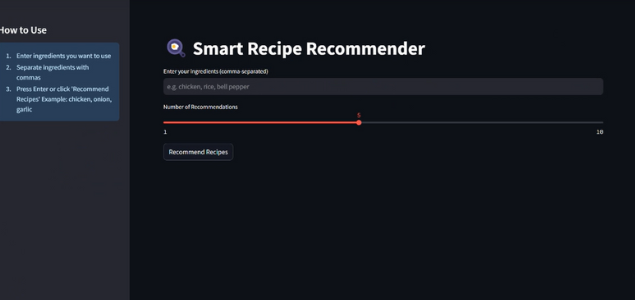 How to Use
1. Enter ingredients you want to use
2. Separate ingredients with
commas
3. Press Enter or click 'Recommend
Recipes' Example: chicken, onion,
garlic
Smart Recipe Recommender
Enter your ingredients (comma-separated)
e.g. chicken, rice, bell pepper
Number of Recommendations
6
1
10
Recommend Recipes